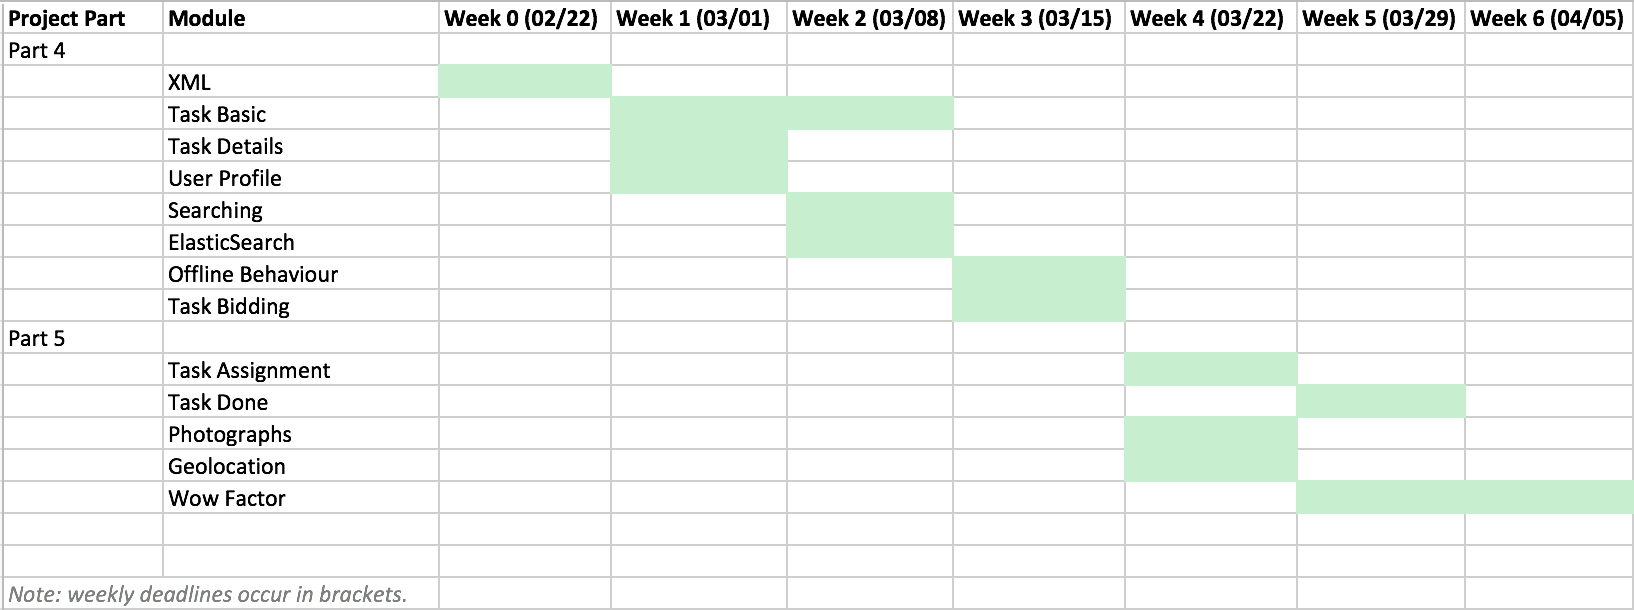 Project Part Module Week 0 (02/22) Week 1 (03/01) Week 2 (03/08) Week 3 (03/15) Week 4 (03/22) Week 5 (03/29) Week 6 (04/05)
Part 4
XML
Task Basic
Task Details
User Profile
Searching
ElasticSearch
Offline Behaviour
Task Bidding
Part 5
Task Assignment
Task Done
Photographs
Geolocation
Wow Factor
Note: weekly deadlines occur in brackets.